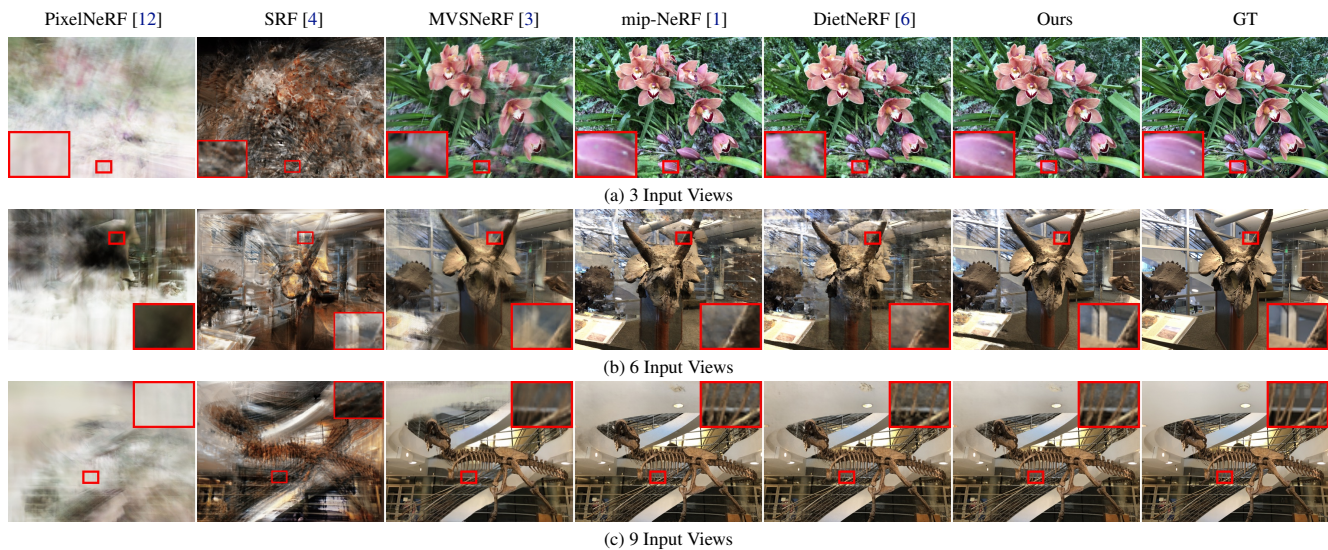 PixelNeRF [12] SRF [4] MVSNeRF [3] mip-NeRF [1] DietNeRF [6] Ours GT
(a) 3 Input Views
(b) 6 Input Views
(c) 9 Input Views